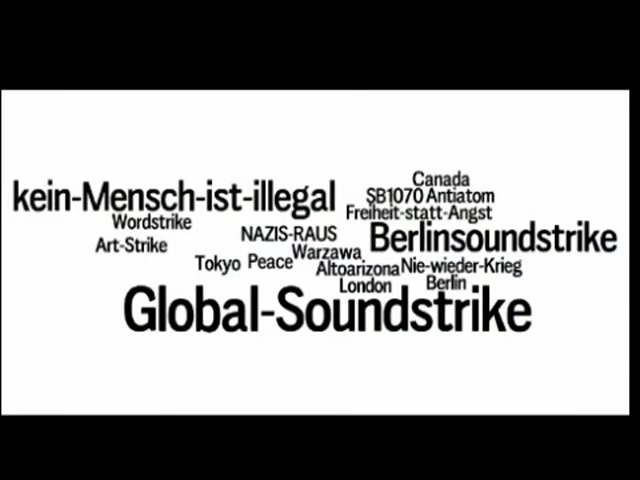 Canada
kein-Mensch-ist-illegal
SB1070 Antiatom
Freiheit-statt-Angst
Wordstrike
NAZIS-RAUS
Berlinsoundstrike
Art-Strike
Warzawa
Tokyo Peace
Altoarizona Nie-wieder-Krieg
London
Berlin
Global-Soundstrike